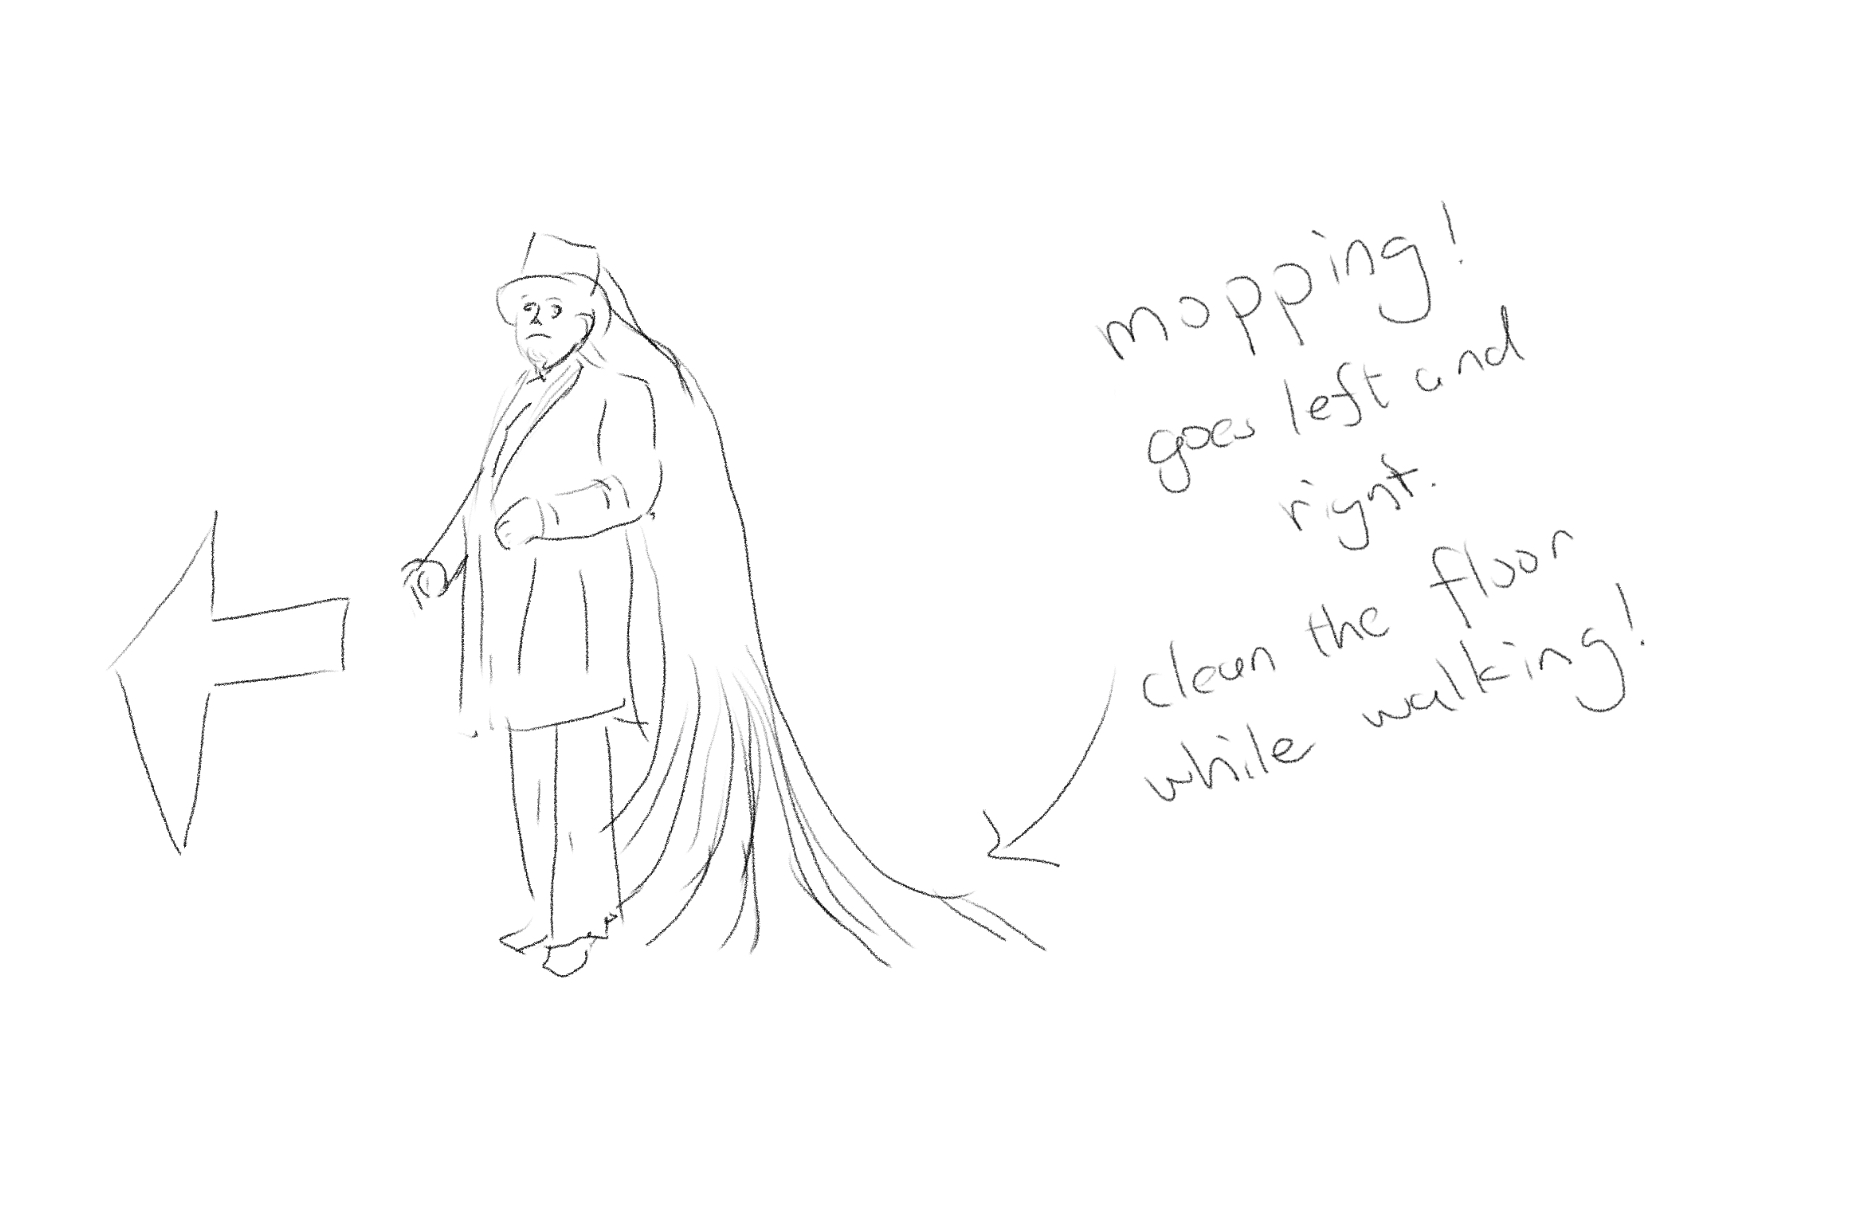 mopping!
goes left and
right.
clean the floor
while walking!